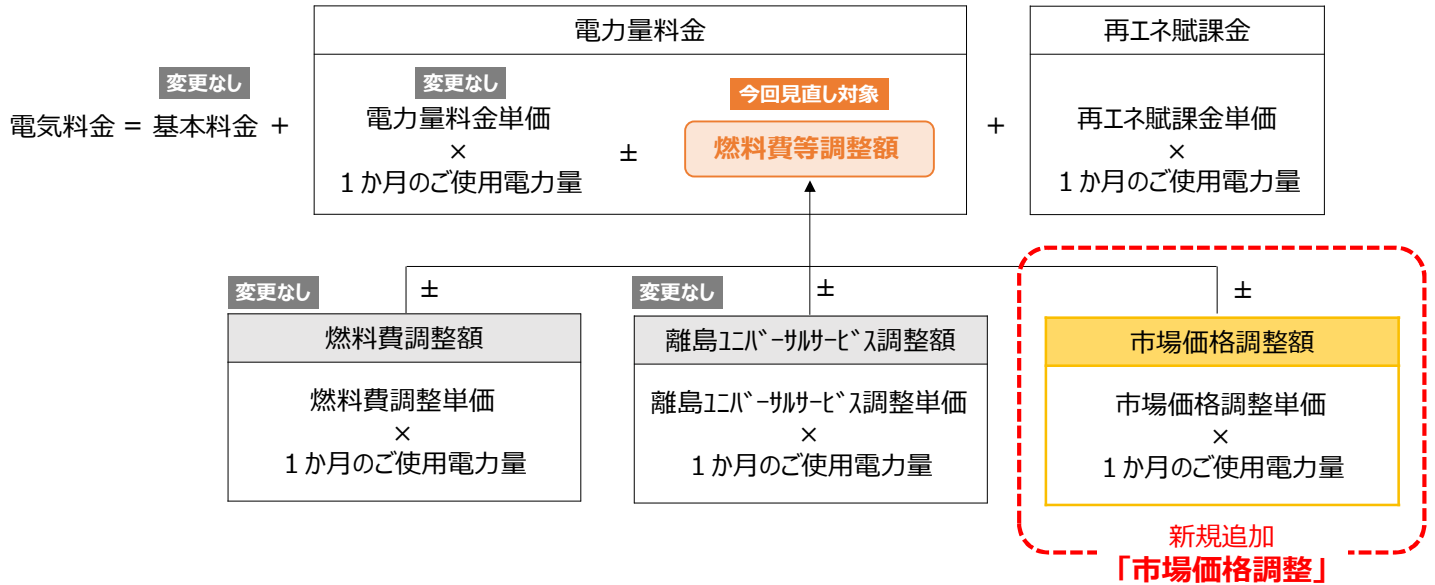 電力量料金
再エネ賦課金
変更なし
変更なし
今回見直し対象
電気料金 = 基本料金 +
電力量料金単価
×
1か月のご使用電力量
±
燃料費等調整額
+
再エネ賦課金単価
×
1か月のご使用電力量
変更なし
±
燃料費調整額
燃料費調整単価
×
1か月のご使用電力量
変更なし
±
離島ユニバーサルサービス調整額
離島ユニバーサルサービス調整単価
×
1か月のご使用電力量
±
市場価格調整額
市場価格調整単価
×
1か月のご使用電力量
新規追加
「市場価格調整」